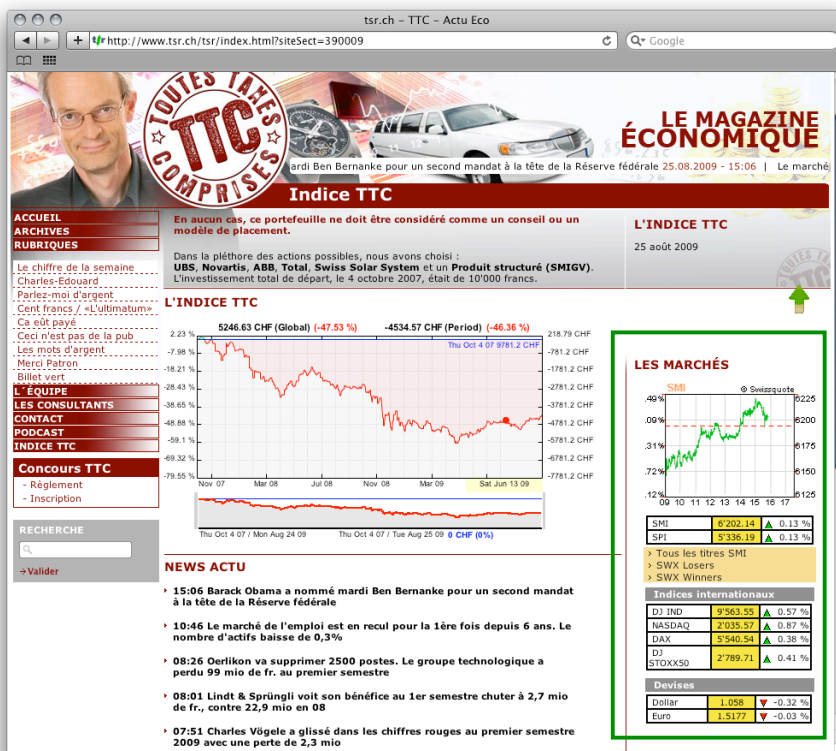 tsr.ch – TTC – Actu Eco
http://www.tsr.ch/tsr/index.html?siteSect=390009
Google
TOUTES TAXES
TTC
COMPRISES
LE MAGAZINE
ÉCONOMIQUE
ardi Ben Bernanke pour un second mandat à la tête de la Réserve fédérale 25.08.2009 - 15:06 | Le marché
Indice TTC
ACCUEIL
ARCHIVES
RUBRIQUES
Le chiffre de la semaine
Charles-Edouard
Parlez-moi d'argent
Cent francs / «L'ultimatum»
Ca eût payé
Ceci n'est pas de la pub
Les mots d'argent
Merci Patron
Billet vert
L´ÉQUIPE
LES CONSULTANTS
CONTACT
PODCAST
INDICE TTC
Concours TTC
- Règlement
- Inscription
RECHERCHE
Valider
En aucun cas, ce portefeuille ne doit être considéré comme un conseil ou un
modèle de placement.
Dans la pléthore des actions possibles, nous avons choisi :
UBS, Novartis, ABB, Total, Swiss Solar System et un Produit structuré (SMIGV).
L'investissement total de départ, le 4 octobre 2007, était de 10'000 francs.
L'INDICE TTC
25 août 2009
L'INDICE TTC
5246.63 CHF (Global) (-47.53 %) -4534.57 CHF (Period) (-46.36 %)
Thu Oct 4 07 9781.2 CHF
2.23 % 218.79 CHF
-7.98 % -781.2 CHF
-18.21 % -1781.2 CHF
-28.43 % -2781.2 CHF
-38.65 % -3781.2 CHF
-48.88 % -4781.2 CHF
-59.1 % -5781.2 CHF
-69.32 % -6781.2 CHF
-79.55 % -7781.2 CHF
Nov 07 Mar 08 Jul 08 Nov 08 Mar 09 Sat Jun 13 09
Thu Oct 4 07 / Mon Aug 24 09 Thu Oct 4 07 / Tue Aug 25 09 0 CHF (0%)
NEWS ACTU
15:06 Barack Obama a nommé mardi Ben Bernanke pour un second mandat
à la tête de la Réserve fédérale
10:46 Le marché de l'emploi est en recul pour la 1ère fois depuis 6 ans. Le
nombre d'actifs baisse de 0,3%
08:26 Oerlikon va supprimer 2500 postes. Le groupe technologique a
perdu 99 mio de fr. au premier semestre
08:01 Lindt & Sprüngli voit son bénéfice au 1er semestre chuter à 2,7 mio
de fr., contre 22,9 mio en 08
07:51 Charles Vögele a glissé dans les chiffres rouges au premier semestre
2009 avec une perte de 2,3 mio
LES MARCHÉS
SMI © Swissquote
.49% 6225
.09% 6200
.31% 6175
.72% 6150
.12% 6125
09 10 11 12 13 14 15 16 17
SMI 6'202.14 0.13 %
SPI 5'336.19 0.13 %
› Tous les titres SMI
› SWX Losers
› SWX Winners
Indices internationaux
DJ IND 9'563.55 0.57 %
NASDAQ 2'035.57 0.87 %
DAX 5'540.54 0.38 %
DJ
STOXX50 2'789.71 0.41 %
Devises
Dollar 1.058 -0.32 %
Euro 1.5177 -0.03 %